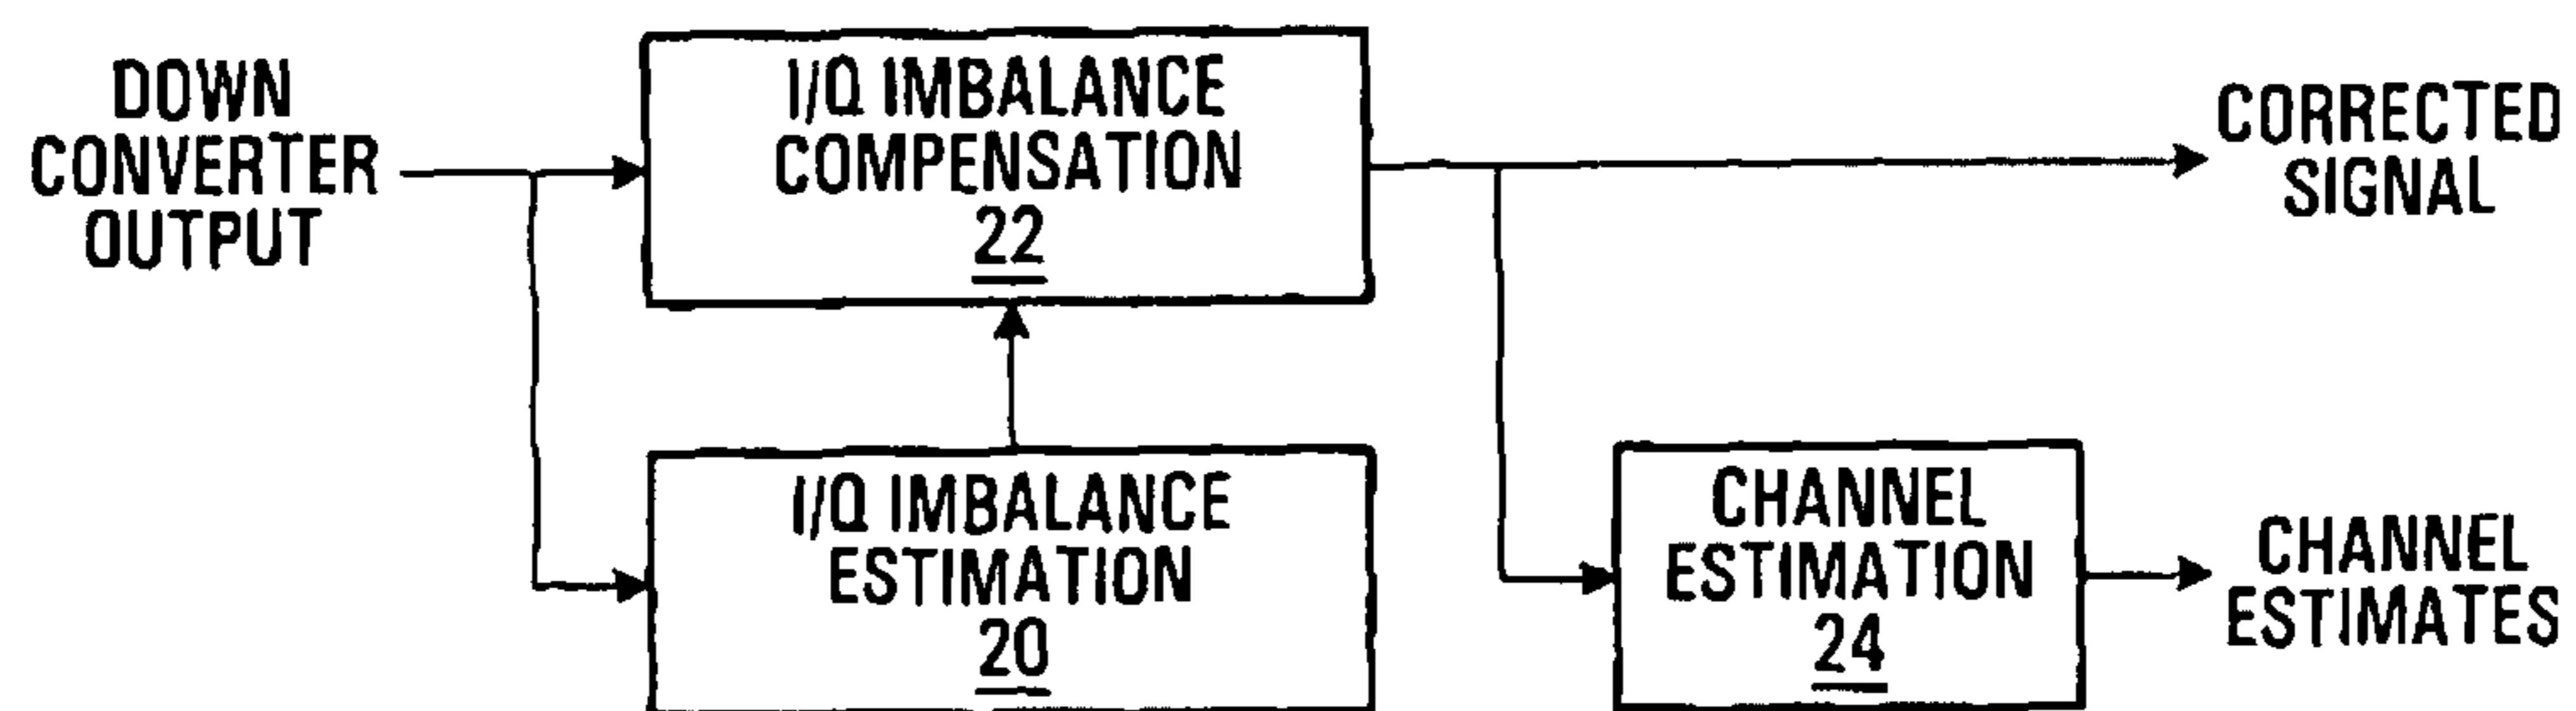 DOWN
CONVERTER
OUTPUT
I/Q IMBALANCE
COMPENSATION
22
CORRECTED
SIGNAL
I/Q IMBALANCE
ESTIMATION
20
CHANNEL
ESTIMATION
24
CHANNEL
ESTIMATES